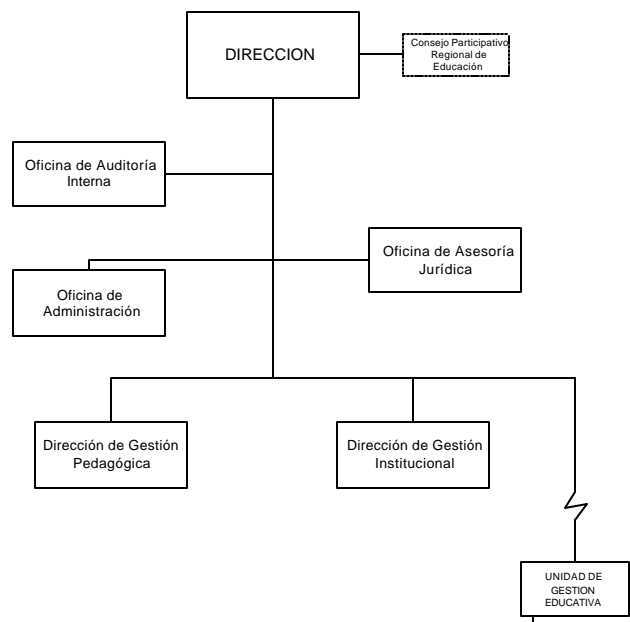 DIRECCION
Consejo Participativo
Regional de
Educación
Oficina de Auditoría
Interna
Oficina de Asesoría
Jurídica
Oficina de
Administración
Dirección de Gestión
Pedagógica
Dirección de Gestión
Institucional
UNIDAD DE
GESTION
EDUCATIVA